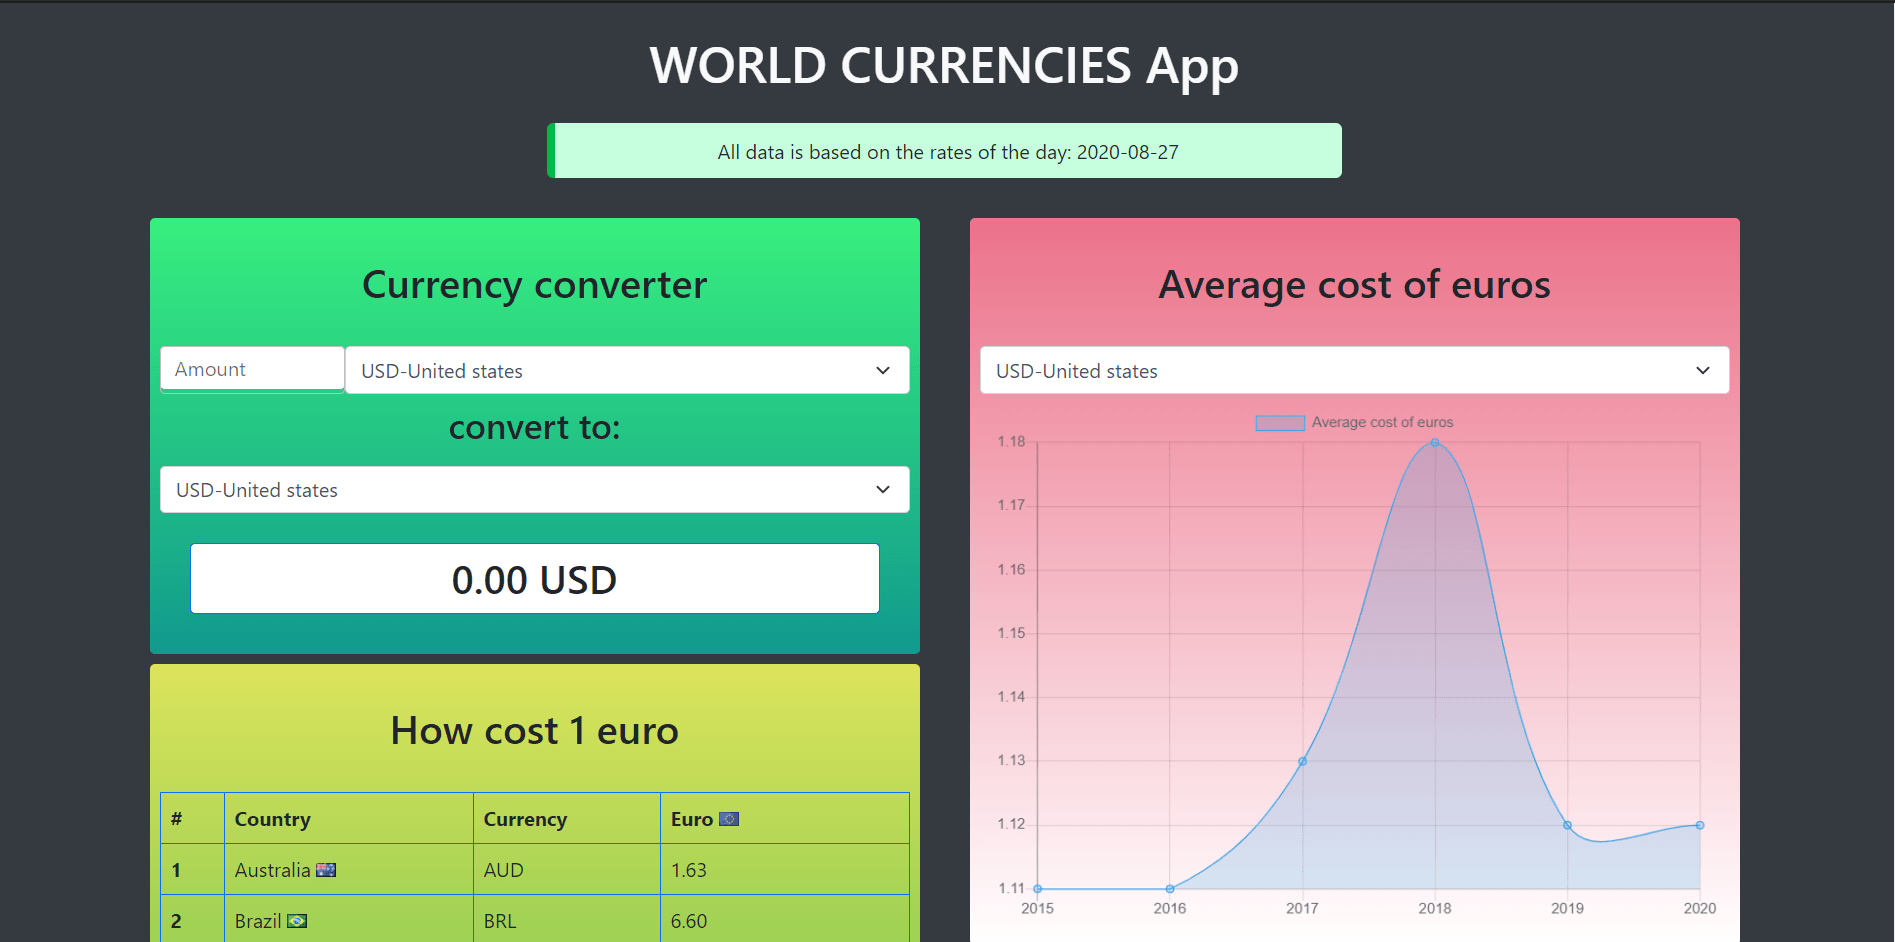 WORLD CURRENCIES App
All data is based on the rates of the day: 2020-08-27
Currency converter
Amount
USD-United states
convert to:
USD-United states
0.00 USD
How cost 1 euro
# Country Currency Euro
1 Australia AUD 1.63
2 Brazil BRL 6.60
Average cost of euros
USD-United states
Average cost of euros
1.18
1.17
1.16
1.15
1.14
1.13
1.12
1.11
2015 2016 2017 2018 2019 2020